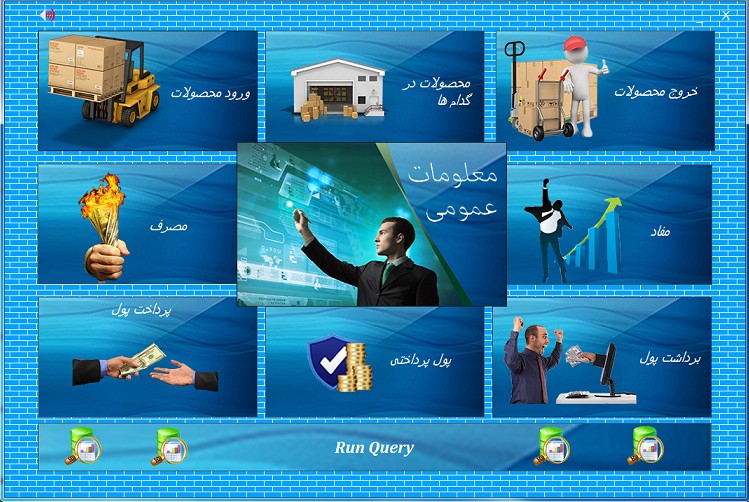 X
ورود محصولات
محصولات در
گدام ها
خروج محصولات
مصرف
معلومات
عمومی
مفاد
پرداخت پول
پول پرداختی
برداشت پول
Run Query